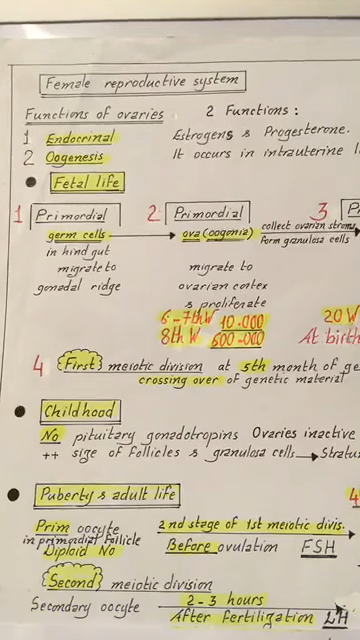 Female reproductive system
Functions of ovaries 2 Functions :
1 Endocrinal Estrogens & Progesterone.
2 Oogenesis It occurs in intrauterine
Fetal life
1 Primordial 2 Primordial 3
germ cells ova (oogonia) collect ovarian stroma
form granulosa cells
in hind gut
migrate to migrate to
gonadal ridge ovarian cortex
& proliferate
6-7th W 10.000 20 W
8th W 600-000 At birth
4 First meiotic division at 5th month of
crossing over of genetic material
Childhood
No pituitary gonadotropins Ovaries inactive
++ size of Follicles & granulosa cells → Stratu
Puberty & adult life
4
Prim oocyte 2nd stage of 1st meiotic divis.
in primordial follicle
Diploid No Before ovulation FSH
Second meiotic division
Secondary oocyte 2-3 hours
After fertilization LH